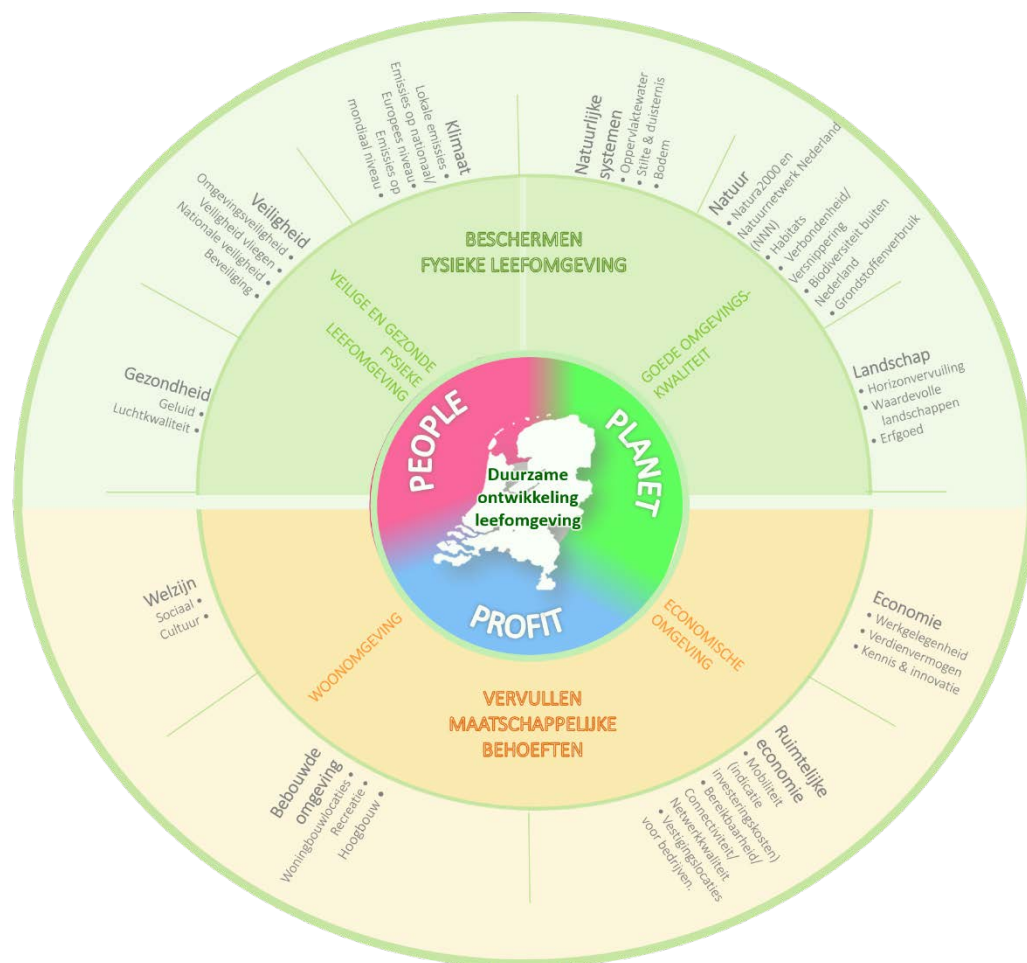 Klimaat
Lokale emissies •
Emissies op nationaal/
Europees niveau •
Emissies op •
mondiaal niveau
Natuurlijke
systemen
• Oppervlaktewater
• Stilte & duisternis
• Bodem
Natuur
• Natura2000 en
Natuurnetwerk Nederland
(NNN)
• Habitats
• Verbondenheid/
Versnippering
• Biodiversiteit buiten
Nederland
• Grondstoffenverbruik
Landschap
• Horizonvervuiling
• Waardevolle
landschappen
• Erfgoed
Veiligheid
Omgevingsveiligheid •
Veiligheid vliegen •
Nationale veiligheid •
Beveiliging •
Gezondheid
Geluid •
Luchtkwaliteit •
BESCHERMEN
FYSIEKE LEEFOMGEVING
VEILIGE EN GEZONDE
FYSIEKE
LEEFOMGEVING
GOEDE OMGEVINGS-
KWALITEIT
PEOPLE
PLANET
PROFIT
Duurzame
ontwikkeling
leefomgeving
WOONOMGEVING
ECONOMISCHE
OMGEVING
VERVULLEN
MAATSCHAPPELIJKE
BEHOEFTEN
Welzijn
Sociaal •
Cultuur •
Bebouwde
omgeving
Woningbouwlocaties •
Recreatie •
Hoogbouw •
Economie
• Werkgelegenheid
• Verdienvermogen
• Kennis & innovatie
Ruimtelijke
economie
• Mobiliteit
(indicatie
investeringskosten)
• Bereikbaarheid/
Connectiviteit/
Netwerkkwaliteit
• Vestigingslocaties
voor bedrijven.